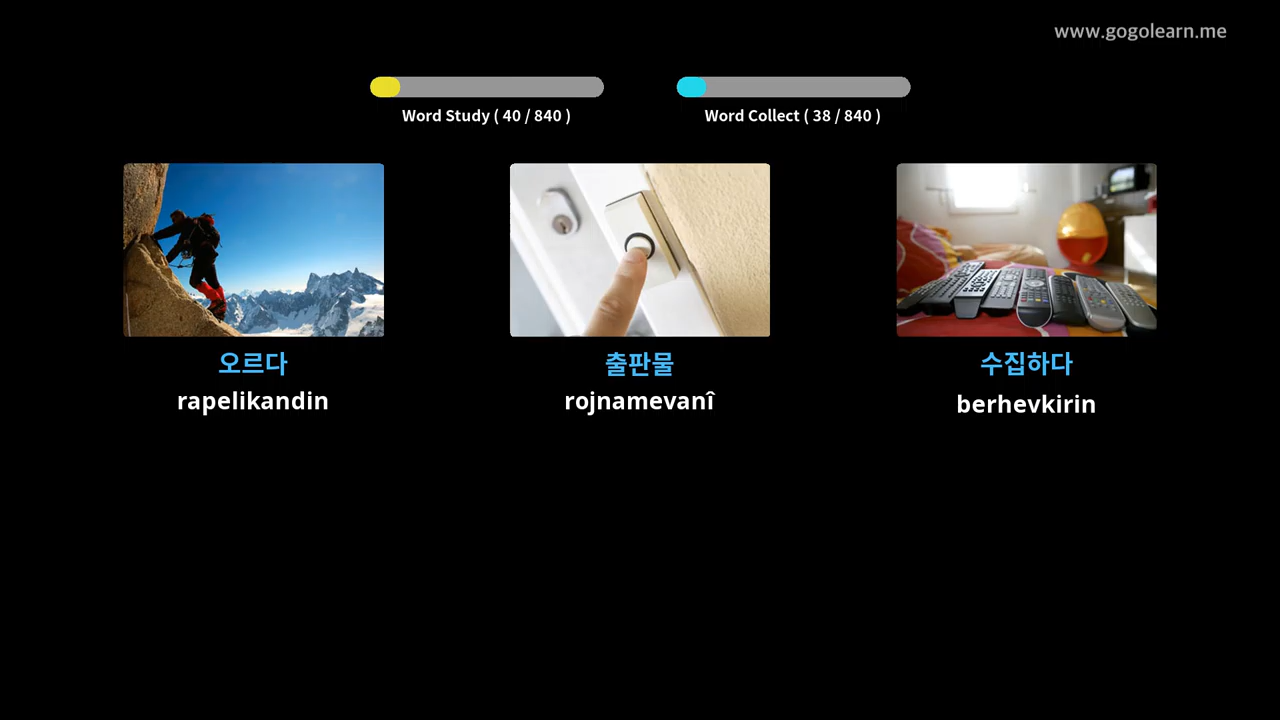 www.gogolearn.me
Word Study ( 40 / 840 )
Word Collect ( 38 / 840 )
오르다
rapelikandin
출판물
rojnamevanî
수집하다
berhevkirin